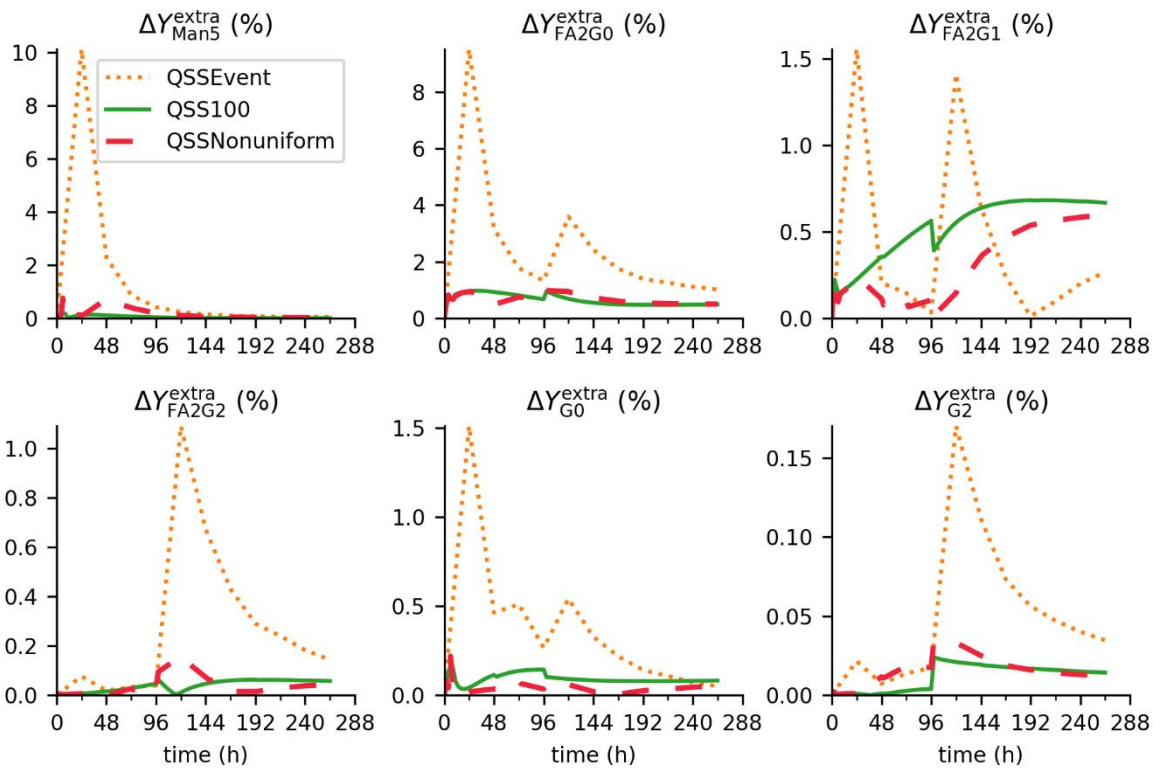 ΔY^extra_Man5 (%) ΔY^extra_FA2G0 (%) ΔY^extra_FA2G1 (%)
10
8
6
4
2
0
QSSEvent
QSS100
QSSNonuniform
0 48 96 144 192 240 288
8
6
4
2
0
0 48 96 144 192 240 288
1.5
1.0
0.5
0.0
0 48 96 144 192 240 288
ΔY^extra_FA2G2 (%) ΔY^extra_G0 (%) ΔY^extra_G2 (%)
1.0
0.8
0.6
0.4
0.2
0.0
0 48 96 144 192 240 288
time (h)
1.5
1.0
0.5
0.0
0 48 96 144 192 240 288
time (h)
0.15
0.10
0.05
0.00
0 48 96 144 192 240 288
time (h)